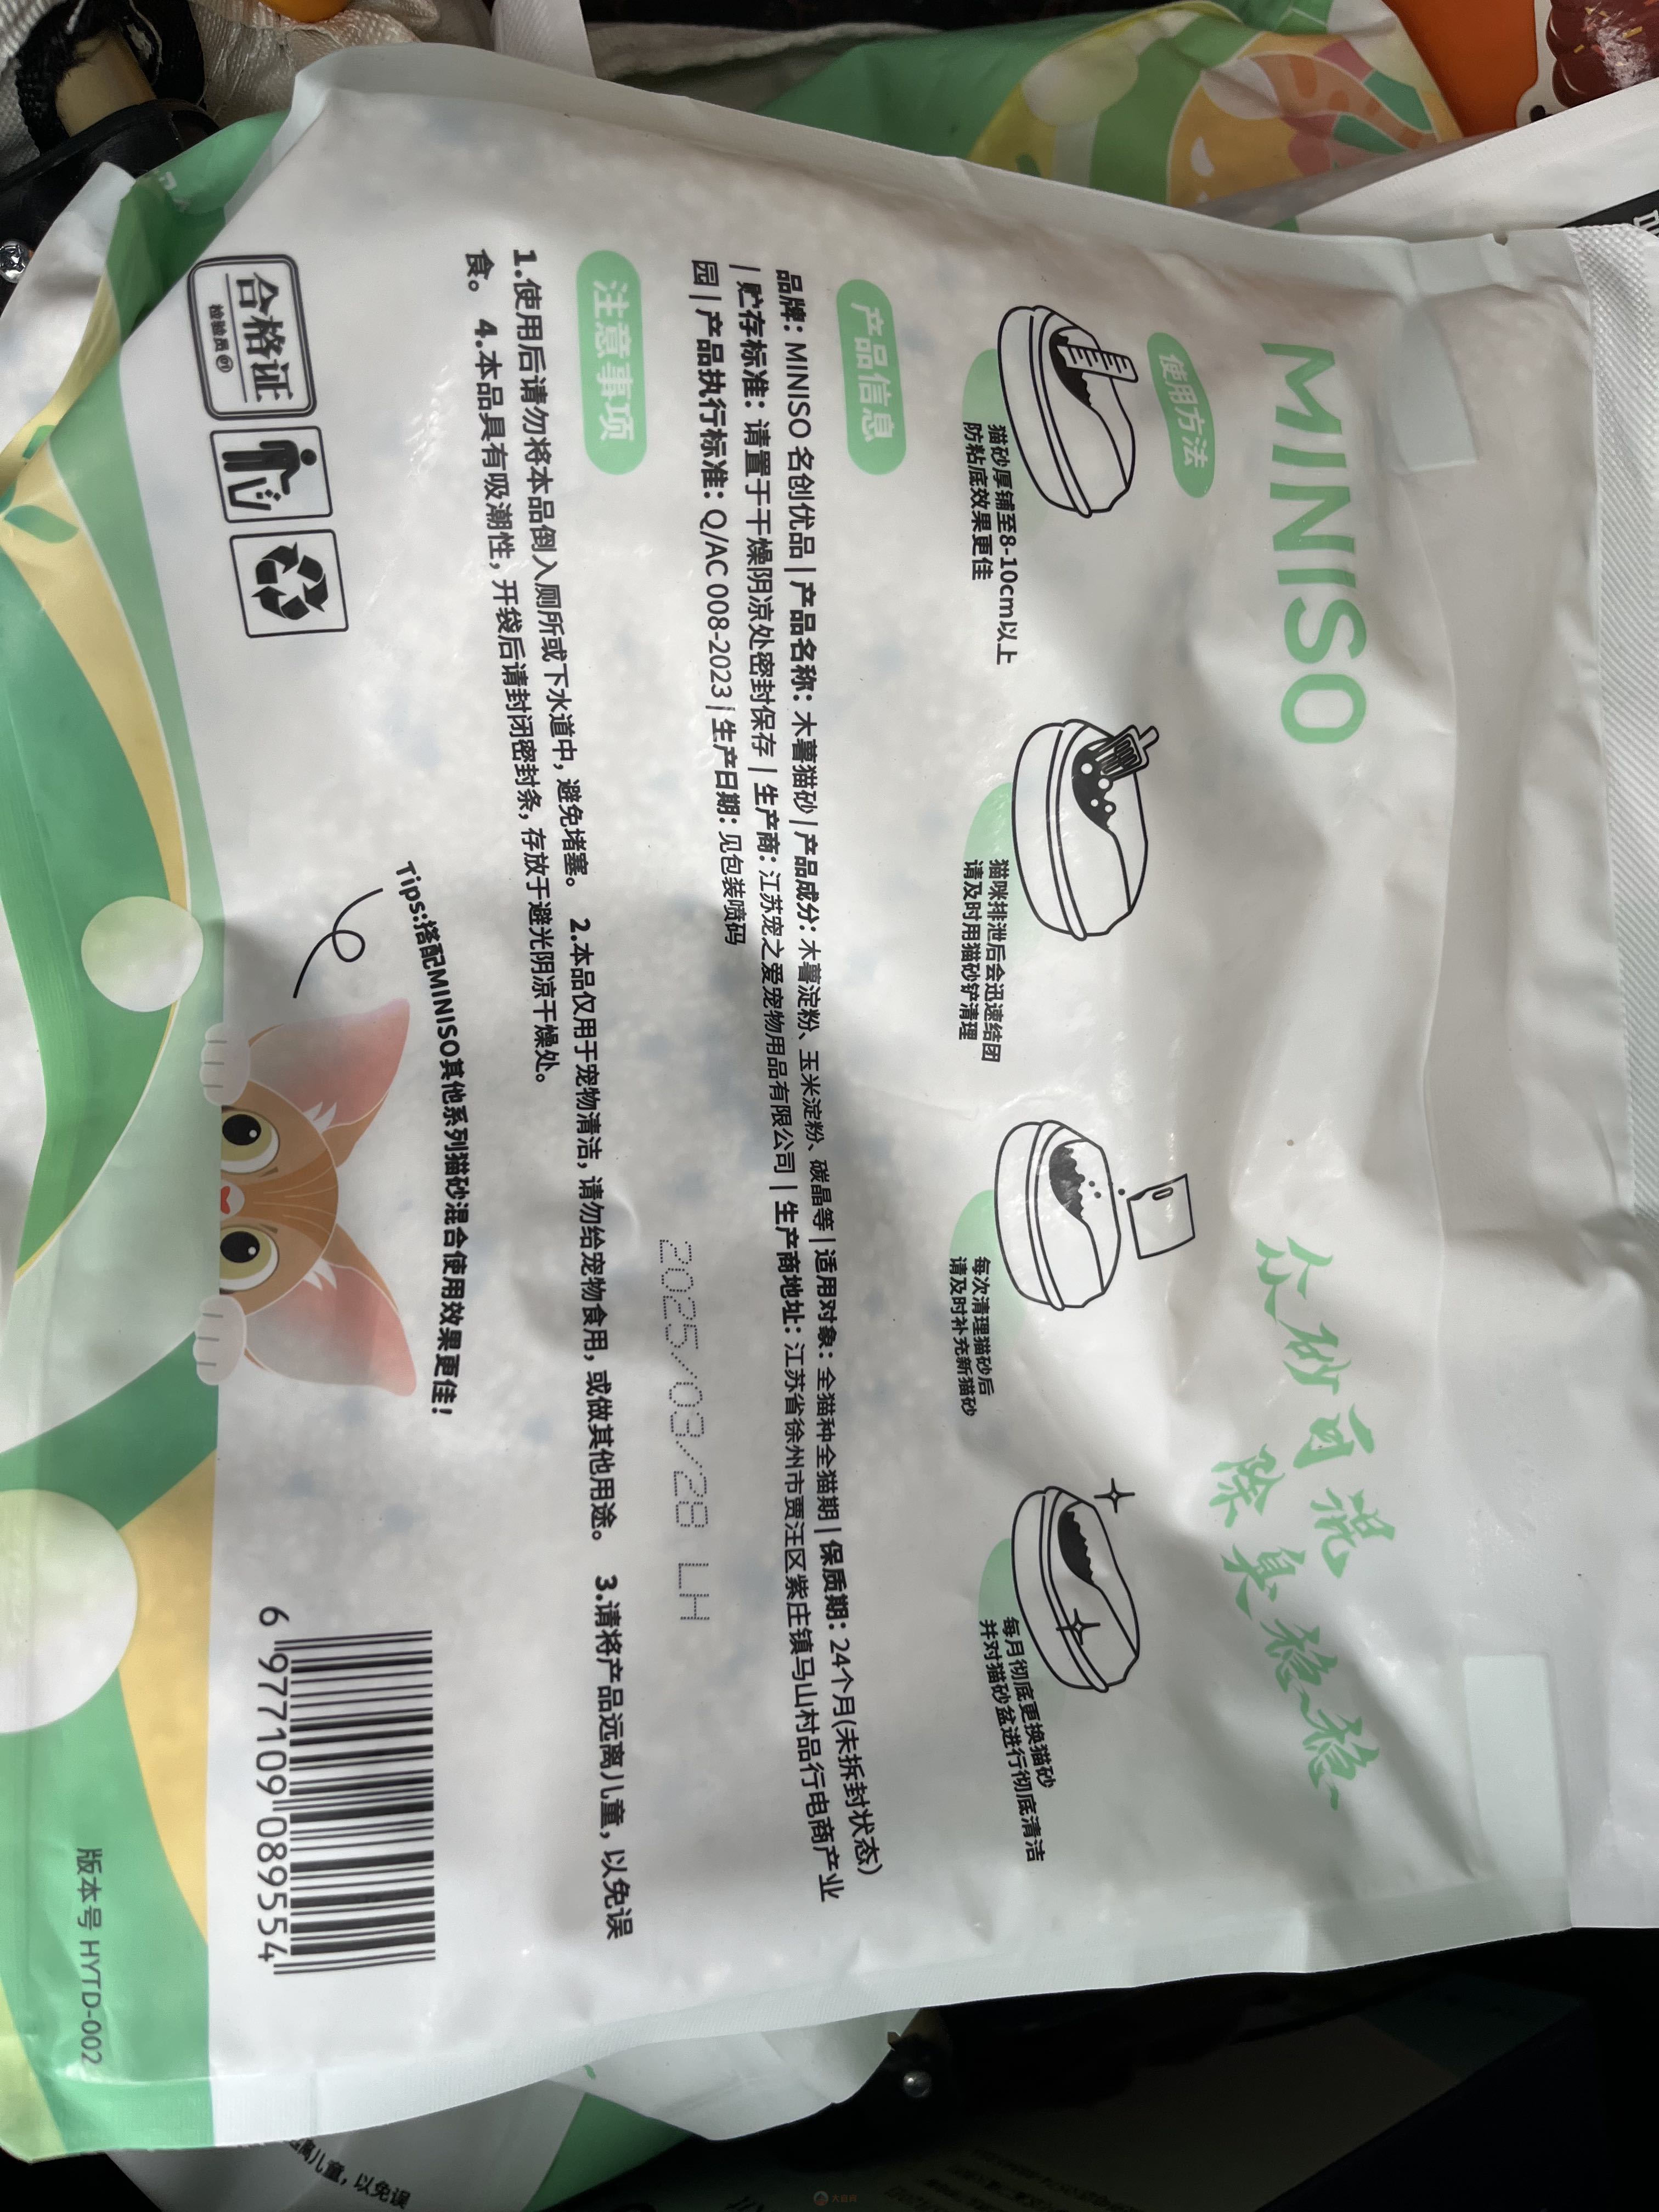 MINISO
众砂可混
除臭稳稳
使用方法
猫砂厚铺至8-10cm以上
防粘底效果更佳
猫咪排泄后会迅速结团
请及时用猫砂铲清理
每次清理猫砂后
请及时补充新猫砂
每月彻底更换猫砂
并对猫砂盆进行彻底清洁
产品信息
品牌：MINISO 名创优品 | 产品名称：木薯猫砂 | 产品成分：木薯淀粉、玉米淀粉、碳晶等 | 适用对象：全猫种全猫期 | 保质期：24个月(未拆封状态)
| 贮存标准：请置于干燥阴凉处密封保存 | 生产商：江苏宠之爱宠物用品有限公司 | 生产商地址：江苏省徐州市贾汪区紫庄镇马山村品行电商产业
园 | 产品执行标准：Q/AC 008-2023 | 生产日期：见包装喷码
2025/03/28 LH
注意事项
1.使用后请勿将本品倒入厕所或下水道中，避免堵塞。 2.本品仅用于宠物清洁，请勿给宠物食用，或做其他用途。 3.请将产品远离儿童，以免误
食。 4.本品具有吸潮性，开袋后请封闭密封条，存放于避光阴凉干燥处。
Tips:搭配MINISO其他系列猫砂混合使用效果更佳！
合格证
检验员 01
6 977109 089554
版本号 HYTD-002
离儿童，以免误